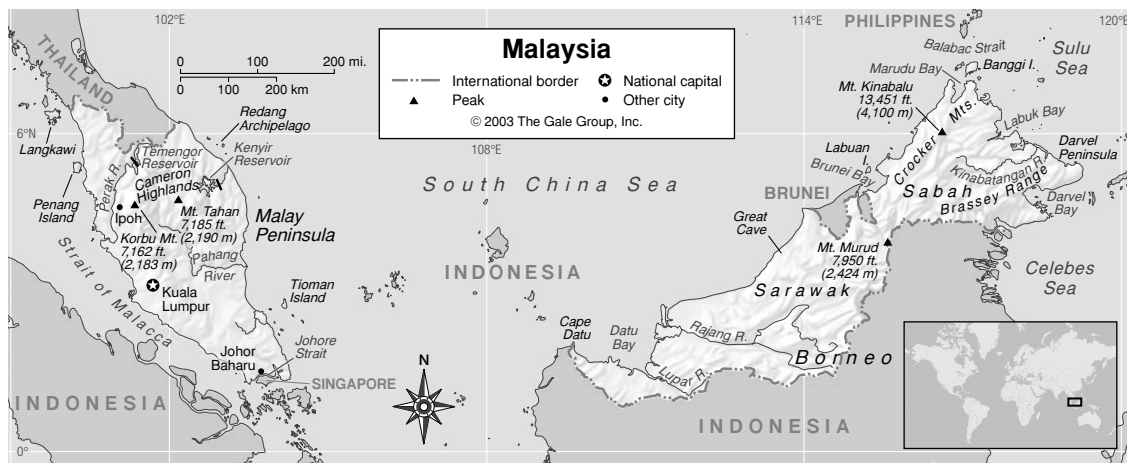 102°E
114°E
120°E
Malaysia
0 100 200 mi.
0 100 200 km
International border
Peak
National capital
Other city
© 2003 The Gale Group, Inc.
THAILAND
PHILIPPINES
Balabac Strait
Sulu
Sea
Marudu Bay
Banggi I.
Mt. Kinabalu
13,451 ft.
(4,100 m)
6°N
Langkawi
Redang
Archipelago
Temengor
Reservoir
Kenyir
Reservoir
Perak R.
Cameron
Highlands
Penang
Island
Ipoh
Mt. Tahan
7,185 ft.
(2,190 m)
Korbu Mt.
7,162 ft.
(2,183 m)
Malay
Peninsula
Pahang
River
Strait of Malacca
Kuala
Lumpur
Tioman
Island
Johor
Baharu
Johore
Strait
SINGAPORE
INDONESIA
0°
N
108°E
South China Sea
INDONESIA
Crocker Mts.
Labuk Bay
Darvel
Peninsula
Labuan
I.
Brunei Bay
Kinabatangan R.
Sabah
BRUNEI
Brassey Range
Darvel
Bay
Great
Cave
Mt. Murud
7,950 ft.
(2,424 m)
Celebes
Sea
Sarawak
Cape
Datu
Datu
Bay
Rajang R.
Borneo
Lupar R.
INDONESIA